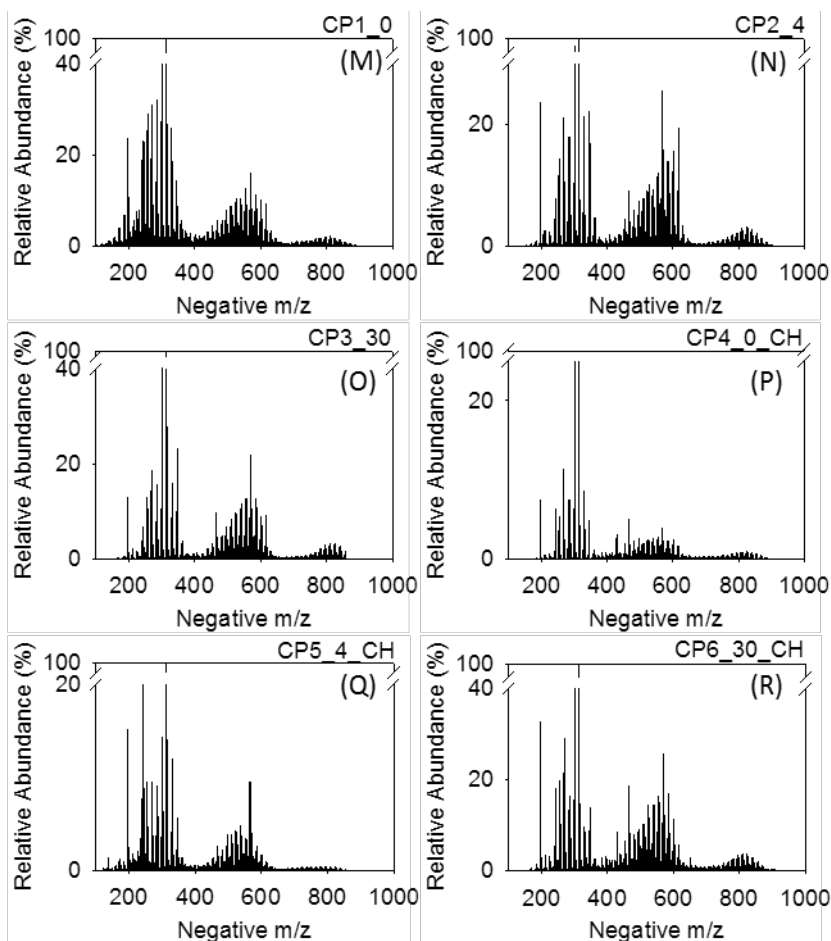 CP1_0
CP2_4
100
40
20
0
Relative Abundance (%)
(M)
200 400 600 800 1000
Negative m/z
100
20
0
Relative Abundance (%)
(N)
200 400 600 800 1000
Negative m/z
CP3_30
CP4_0_CH
100
40
20
0
Relative Abundance (%)
(O)
200 400 600 800 1000
Negative m/z
100
20
0
Relative Abundance (%)
(P)
200 400 600 800 1000
Negative m/z
CP5_4_CH
CP6_30_CH
100
20
0
Relative Abundance (%)
(Q)
200 400 600 800 1000
Negative m/z
100
40
20
0
Relative Abundance (%)
(R)
200 400 600 800 1000
Negative m/z